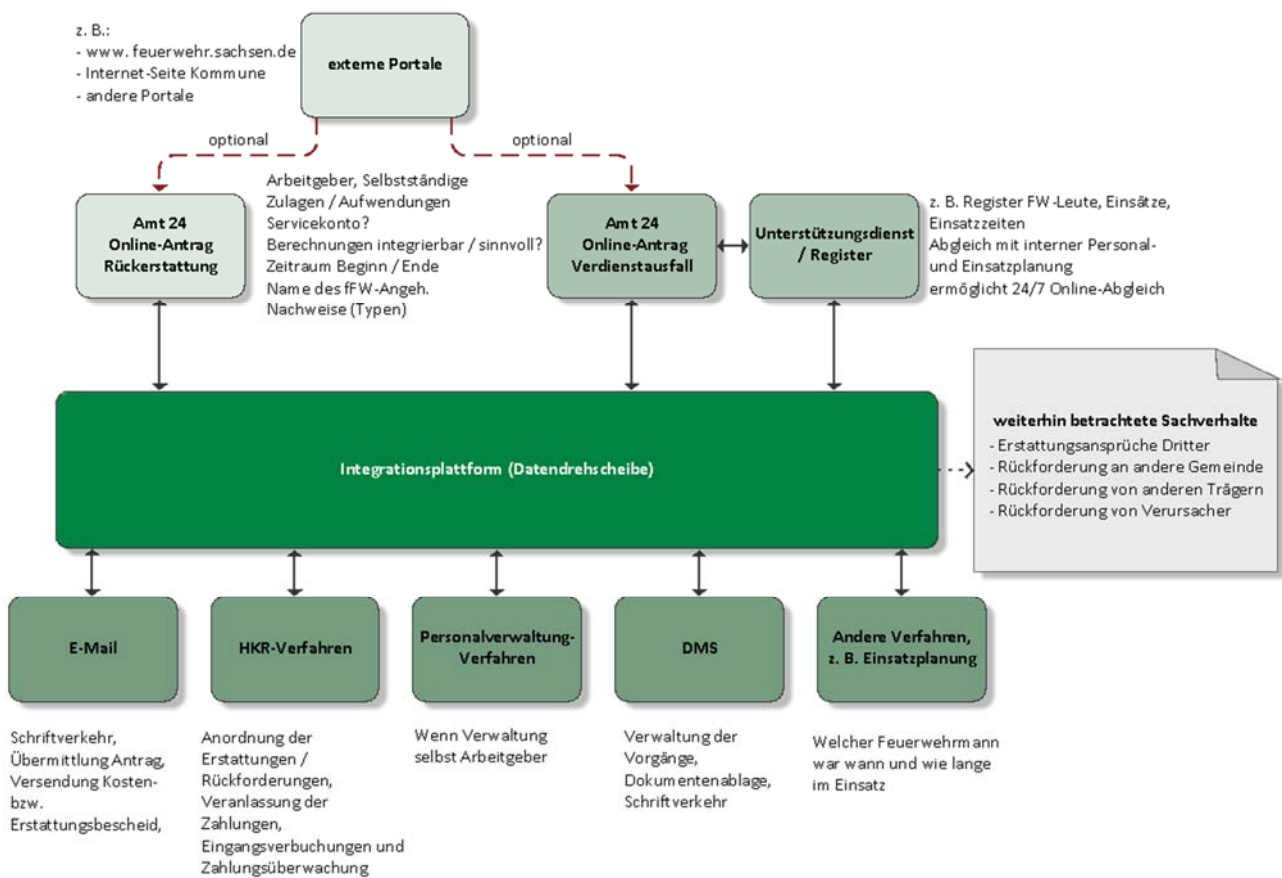 z. B.:
- www. feuerwehr.sachsen.de
- Internet-Seite Kommune
- andere Portale
externe Portale
optional
optional
Amt 24
Online-Antrag
Rückerstattung
Arbeitgeber, Selbstständige
Zulagen / Aufwendungen
Servicekonto?
Berechnungen integrierbar / sinnvoll?
Zeitraum Beginn / Ende
Name des fFW-Angeh.
Nachweise (Typen)
Amt 24
Online-Antrag
Verdienstausfall
Unterstützungsdienst
/ Register
z. B. Register FW-Leute, Einsätze,
Einsatzzeiten
Abgleich mit interner Personal-
und Einsatzplanung
ermöglicht 24/7 Online-Abgleich
Integrationsplattform (Datendrehscheibe)
weiterhin betrachtete Sachverhalte
- Erstattungsansprüche Dritter
- Rückforderung an andere Gemeinde
- Rückforderung von anderen Trägern
- Rückforderung von Verursacher
E-Mail
HKR-Verfahren
Personalverwaltung-
Verfahren
DMS
Andere Verfahren,
z. B. Einsatzplanung
Schriftverkehr,
Übermittlung Antrag,
Versendung Kosten-
bzw.
Erstattungsbescheid,
Anordnung der
Erstattungen /
Rückforderungen,
Veranlassung der
Zahlungen,
Eingangsverbuchungen und
Zahlungsüberwachung
Wenn Verwaltung
selbst Arbeitgeber
Verwaltung der
Vorgänge,
Dokumentenablage,
Schriftverkehr
Welcher Feuerwehrmann
war wann und wie lange
im Einsatz